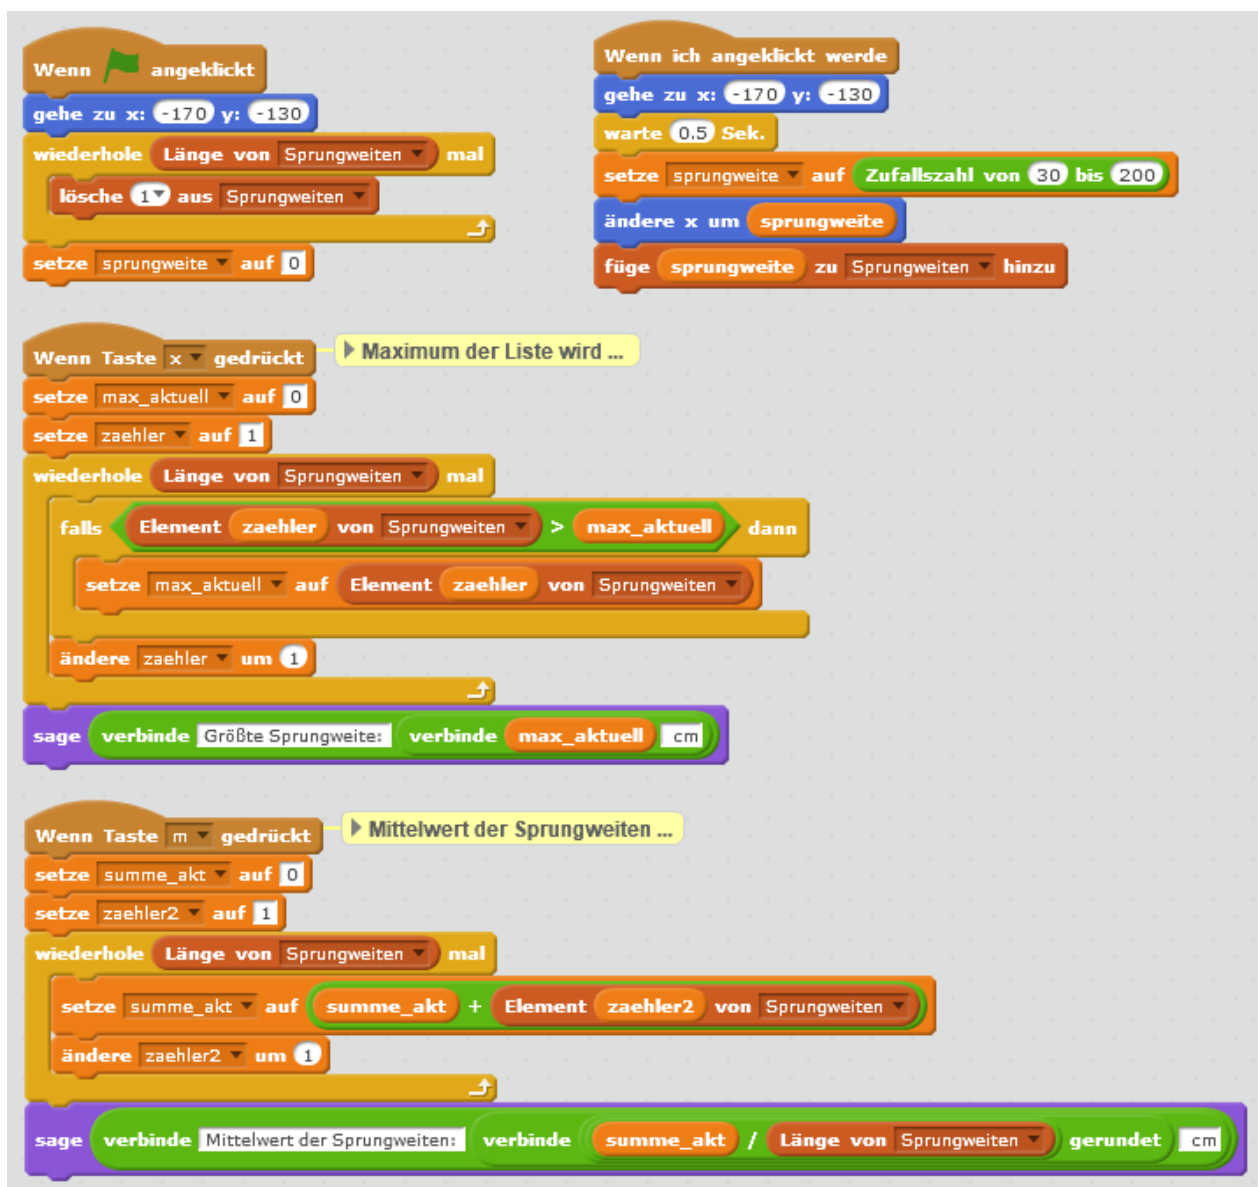 Wenn angeklickt
gehe zu x: -170 y: -130
wiederhole Länge von Sprungweiten mal
lösche 1 aus Sprungweiten
setze sprungweite auf 0
Wenn ich angeklickt werde
gehe zu x: -170 y: -130
warte 0.5 Sek.
setze sprungweite auf Zufallszahl von 30 bis 200
ändere x um sprungweite
füge sprungweite zu Sprungweiten hinzu
Wenn Taste x gedrückt
Maximum der Liste wird ...
setze max_aktuell auf 0
setze zaehler auf 1
wiederhole Länge von Sprungweiten mal
falls Element zaehler von Sprungweiten > max_aktuell dann
setze max_aktuell auf Element zaehler von Sprungweiten
ändere zaehler um 1
sage verbinde Größte Sprungweite: verbinde max_aktuell cm
Wenn Taste m gedrückt
Mittelwert der Sprungweiten ...
setze summe_akt auf 0
setze zaehler2 auf 1
wiederhole Länge von Sprungweiten mal
setze summe_akt auf summe_akt + Element zaehler2 von Sprungweiten
ändere zaehler2 um 1
sage verbinde Mittelwert der Sprungweiten: verbinde summe_akt / Länge von Sprungweiten gerundet cm